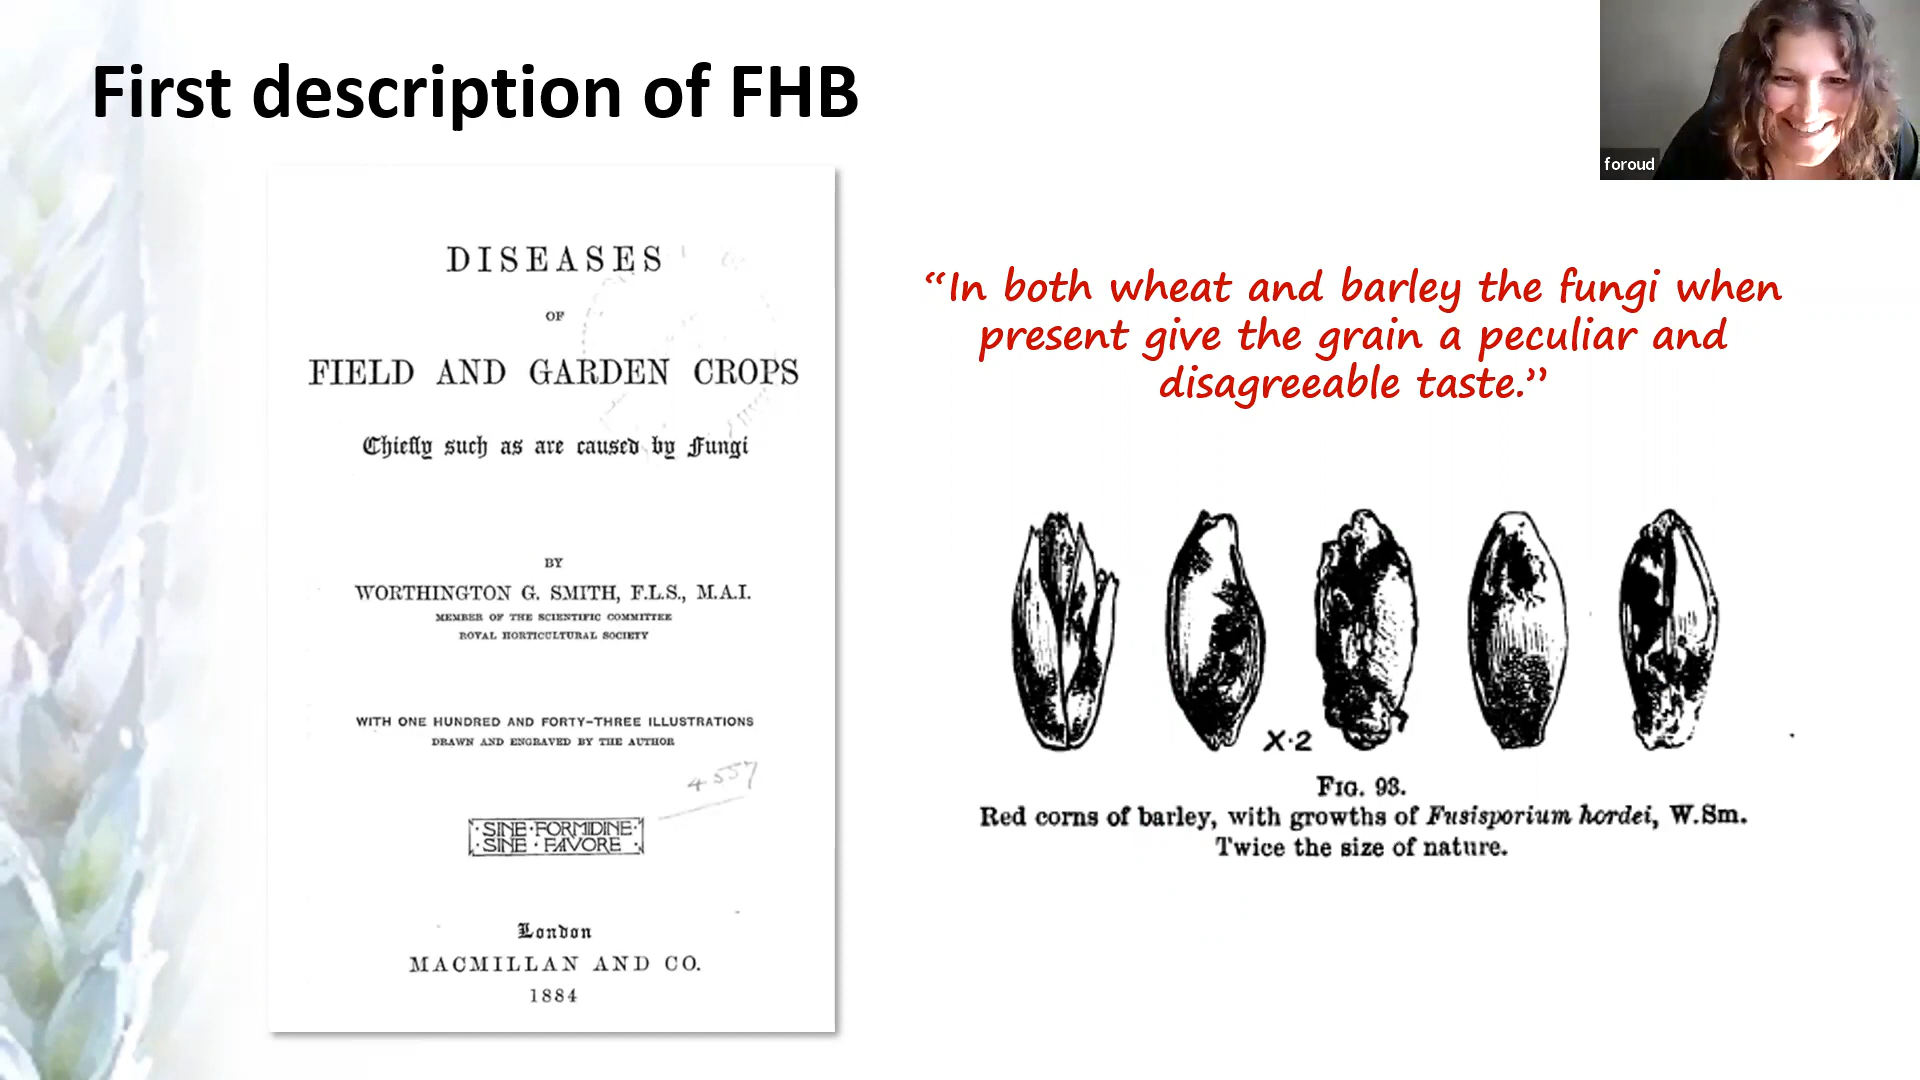 First description of FHB
foroud
DISEASES
OF
FIELD AND GARDEN CROPS
Chiefly such as are caused by Fungi
BY
WORTHINGTON G. SMITH, F.L.S., M.A.I.
MEMBER OF THE SCIENTIFIC COMMITTEE
ROYAL HORTICULTURAL SOCIETY
WITH ONE HUNDRED AND FORTY-THREE ILLUSTRATIONS
DRAWN AND ENGRAVED BY THE AUTHOR
4557
SINE·FORMIDINE·
SINE·FAVORE·
London
MACMILLAN AND CO.
1884
“In both wheat and barley the fungi when
present give the grain a peculiar and
disagreeable taste.”
X·2
FIG. 93.
Red corns of barley, with growths of Fusisporium hordei, W.Sm.
Twice the size of nature.